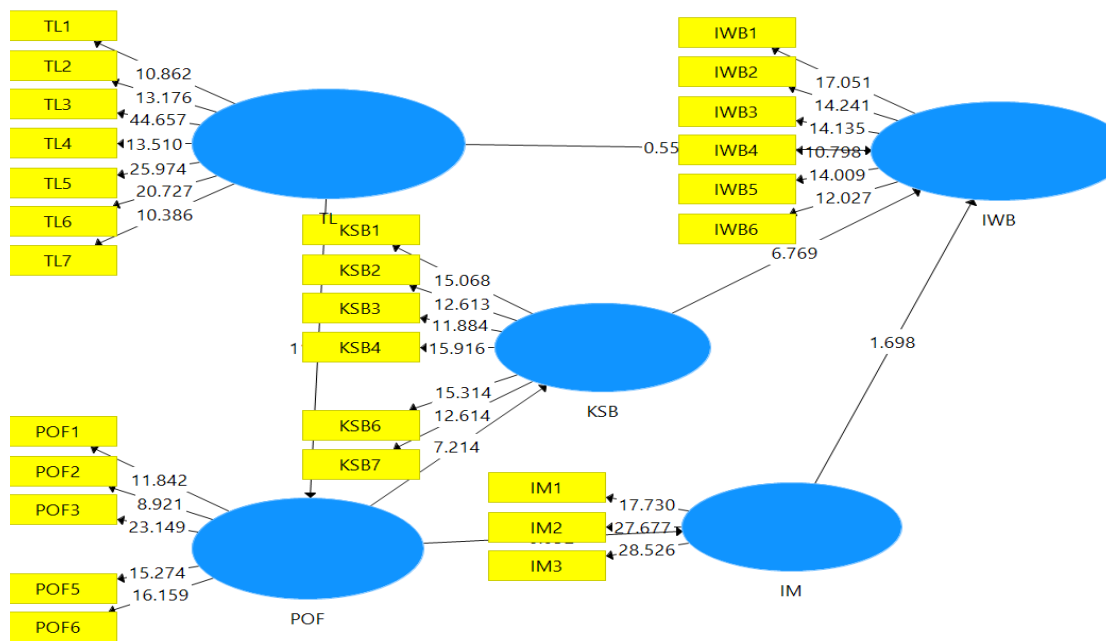 TL1
TL2
TL3
TL4
TL5
TL6
TL7
10.862
13.176
44.657
13.510
25.974
20.727
10.386
TL
IWB1
IWB2
IWB3
IWB4
IWB5
IWB6
17.051
14.241
14.135
10.798
14.009
12.027
IWB
0.55
KSB1
KSB2
KSB3
KSB4
KSB6
KSB7
15.068
12.613
11.884
15.916
15.314
12.614
7.214
KSB
6.769
1.698
POF1
POF2
POF3
POF5
POF6
11.842
8.921
23.149
15.274
16.159
POF
IM1
IM2
IM3
17.730
27.677
28.526
IM